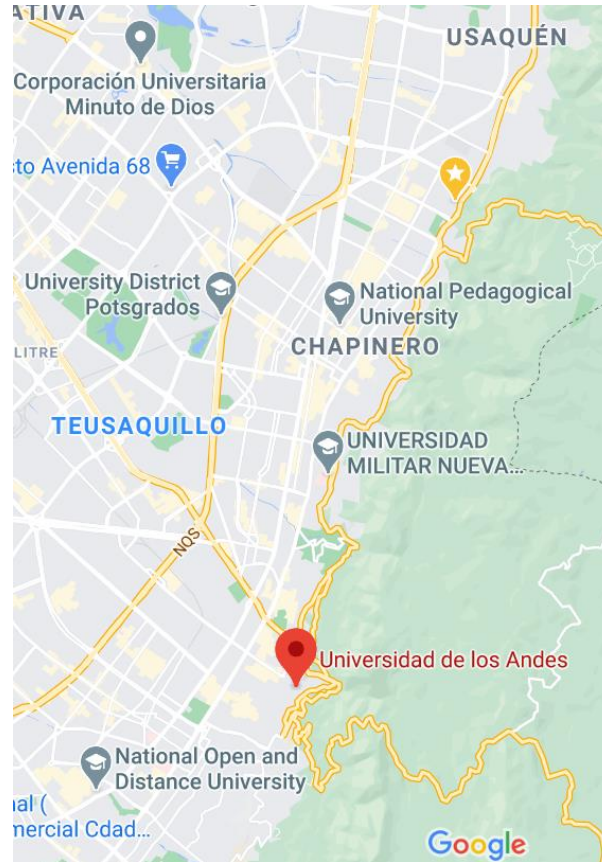 ATIVA
USAQUÉN
Corporación Universitaria
Minuto de Dios
sto Avenida 68
University District
Potsgrados
National Pedagogical
University
LITRE
CHAPINERO
TEUSAQUILLO
UNIVERSIDAD
MILITAR NUEVA...
NQS
Universidad de los Andes
National Open and
Distance University
nal (
mercial Cdad...
Google